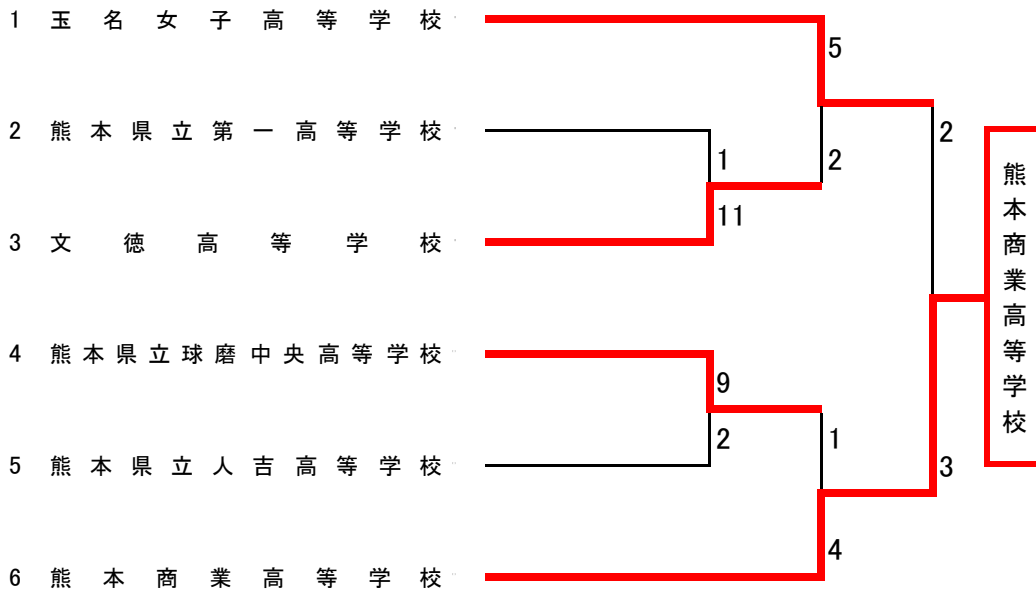 1 玉名女子高等学校
5
2 熊本県立第一高等学校
2
1
2
熊本商業高等学校
11
3 文徳高等学校
4 熊本県立球磨中央高等学校
9
2
1
5 熊本県立人吉高等学校
3
4
6 熊本商業高等学校